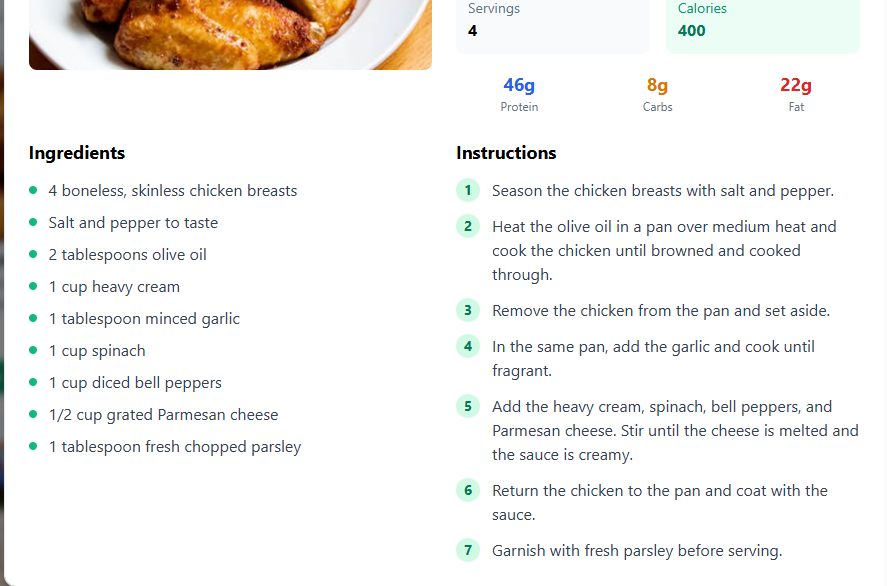 Servings
4
Calories
400
46g
Protein
8g
Carbs
22g
Fat
Ingredients
4 boneless, skinless chicken breasts
Salt and pepper to taste
2 tablespoons olive oil
1 cup heavy cream
1 tablespoon minced garlic
1 cup spinach
1 cup diced bell peppers
1/2 cup grated Parmesan cheese
1 tablespoon fresh chopped parsley
Instructions
1 Season the chicken breasts with salt and pepper.
2 Heat the olive oil in a pan over medium heat and
cook the chicken until browned and cooked
through.
3 Remove the chicken from the pan and set aside.
4 In the same pan, add the garlic and cook until
fragrant.
5 Add the heavy cream, spinach, bell peppers, and
Parmesan cheese. Stir until the cheese is melted and
the sauce is creamy.
6 Return the chicken to the pan and coat with the
sauce.
7 Garnish with fresh parsley before serving.